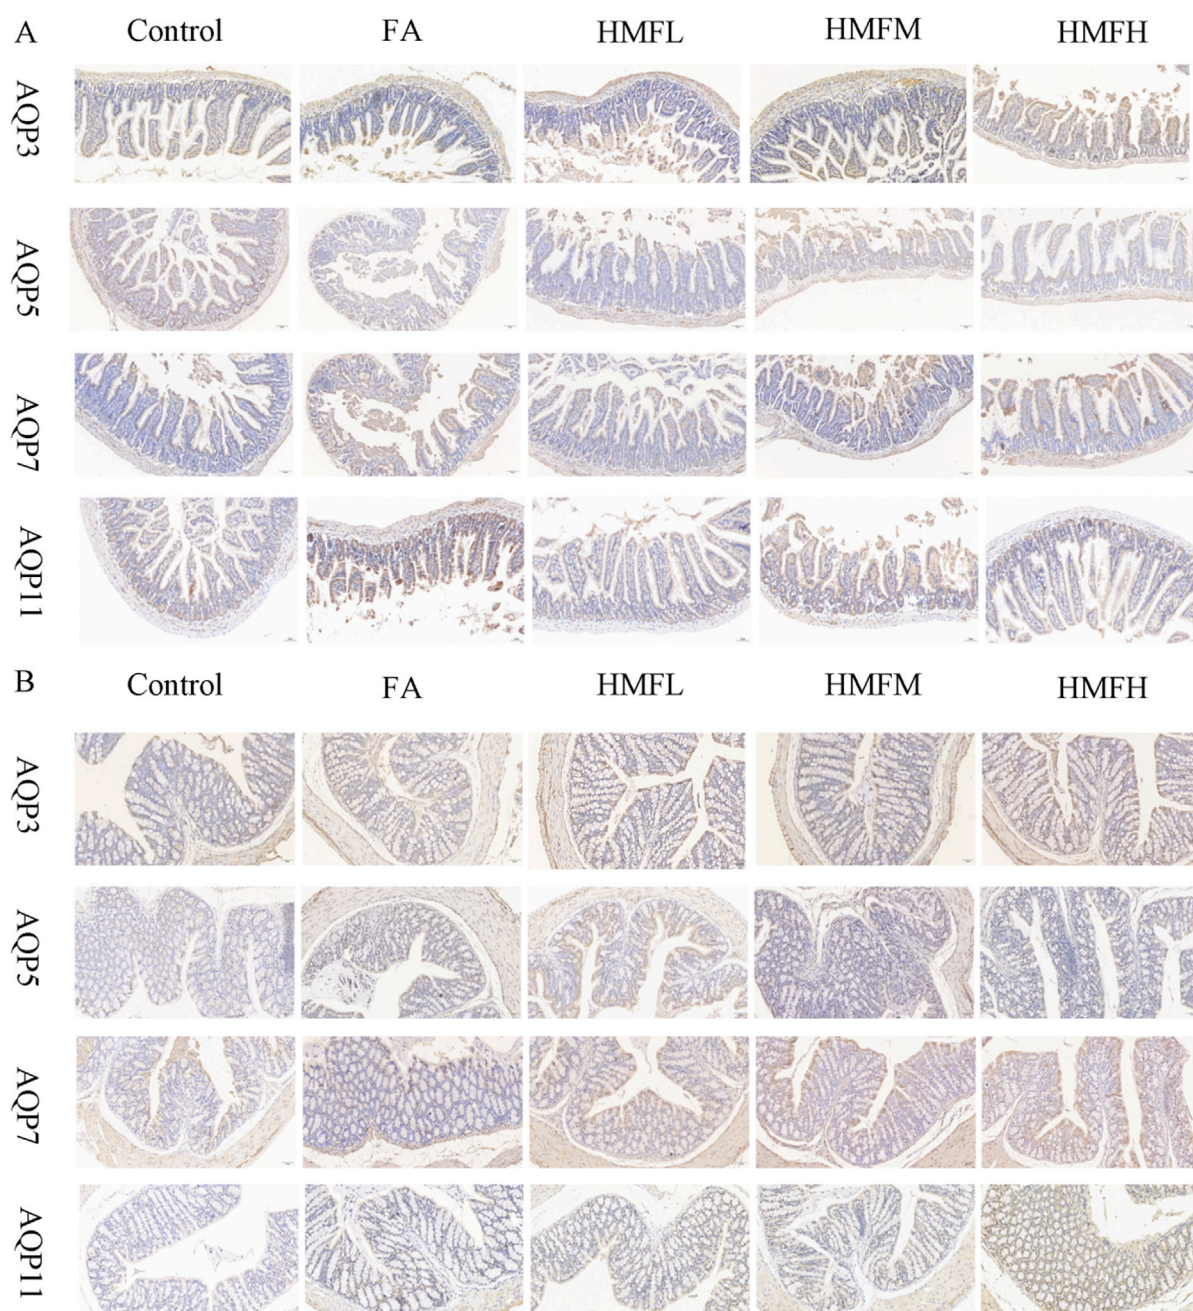 A Control FA HMFL HMFM HMFH
AQP3
AQP5
AQP7
AQP11
B Control FA HMFL HMFM HMFH
AQP3
AQP5
AQP7
AQP11